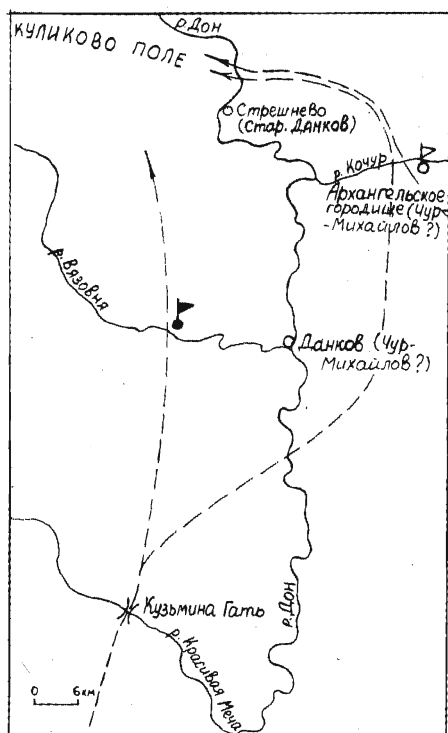 р. Дон
КУЛИКОВО ПОЛЕ
Стрешнево
(Стар. Данков)
р. Кочур
Архангельское
городище (Чур-
-Михайлов?)
р. Вязовня
Данков (Чур-
Михайлов?)
Кузьмина Гать
р. Дон
р. Красивая Меча
0 6км